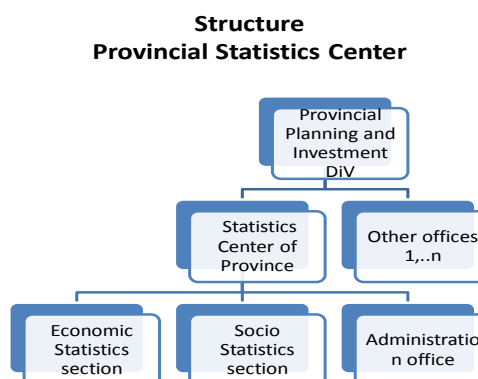 Structure
Provincial Statistics Center
Provincial
Planning and
Investment
DiV
Statistics
Center of
Province
Other offices
1,..n
Economic
Statistics
section
Socio
Statistics
section
Administratio
n office